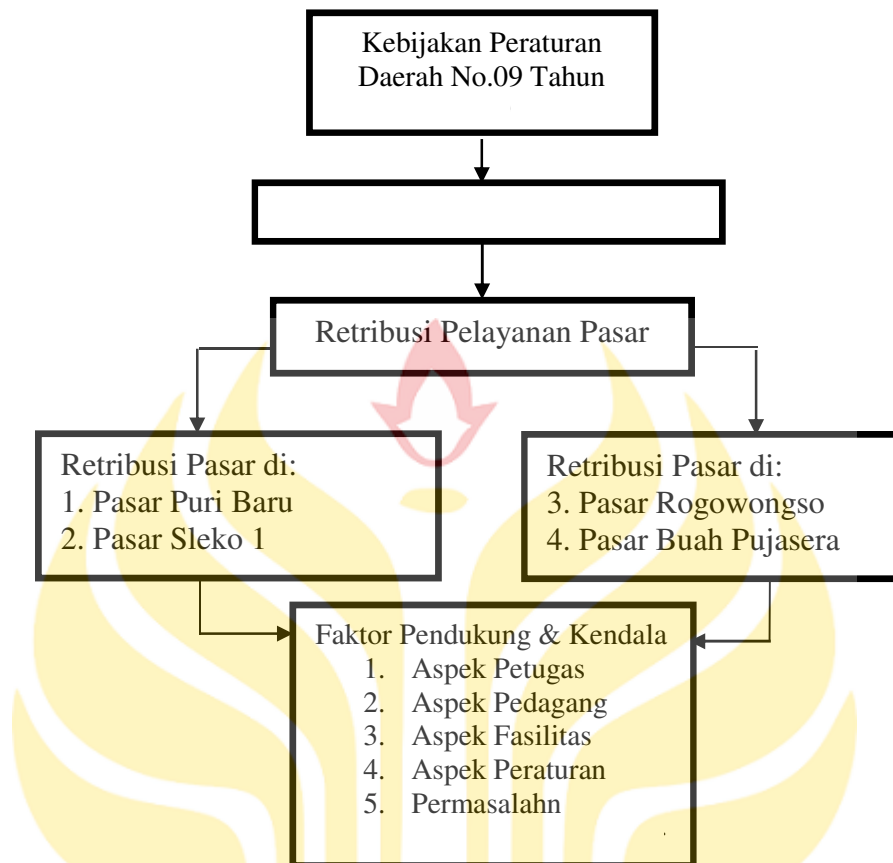 Kebijakan Peraturan
Daerah No.09 Tahun
Retribusi Pelayanan Pasar
Retribusi Pasar di:
1. Pasar Puri Baru
2. Pasar Sleko 1
Retribusi Pasar di:
3. Pasar Rogowongso
4. Pasar Buah Pujasera
Faktor Pendukung & Kendala
1. Aspek Petugas
2. Aspek Pedagang
3. Aspek Fasilitas
4. Aspek Peraturan
5. Permasalahn